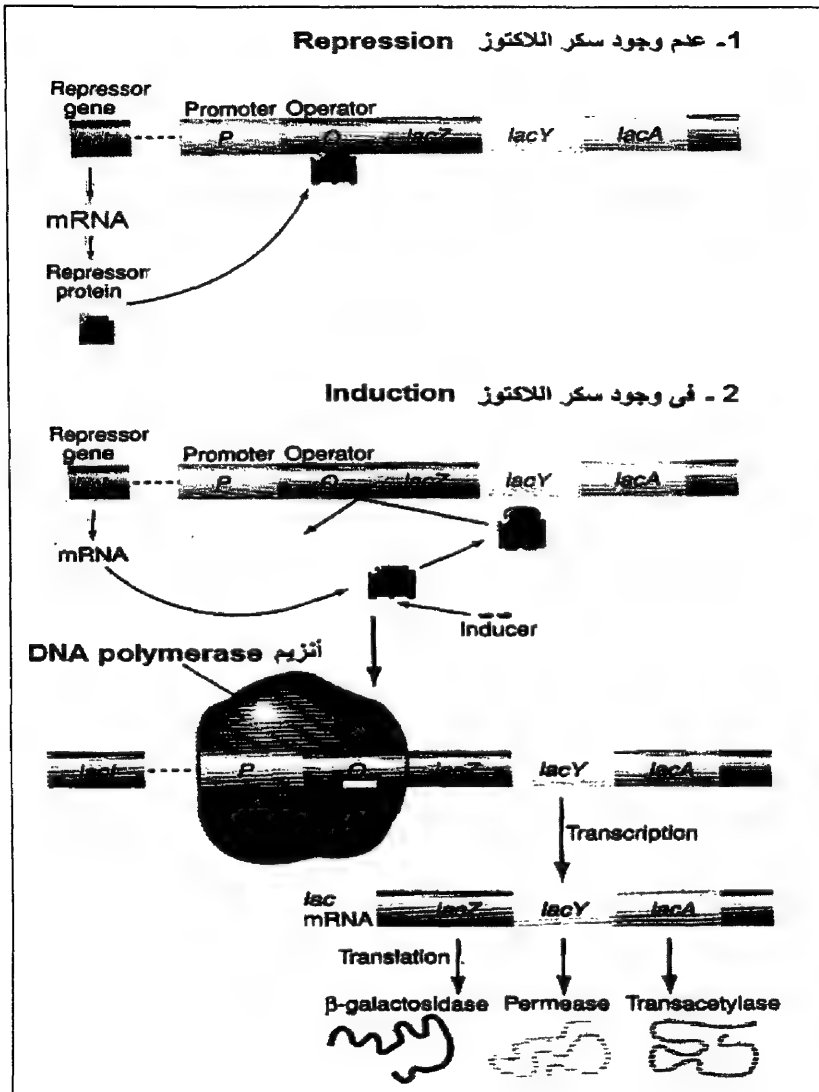 1- عدم وجود سكر اللاكتوز Repression
Repressor
gene
Promoter Operator
P O lacZ lacY lacA
mRNA
Repressor
protein
2 - فى وجود سكر اللاكتوز Induction
Repressor
gene
Promoter Operator
P O lacZ lacY lacA
mRNA
Inducer
أنزيم DNA polymerase
lacI P O lacZ lacY lacA
Transcription
lac
mRNA
lacZ lacY lacA
Translation
β-galactosidase Permease Transacetylase